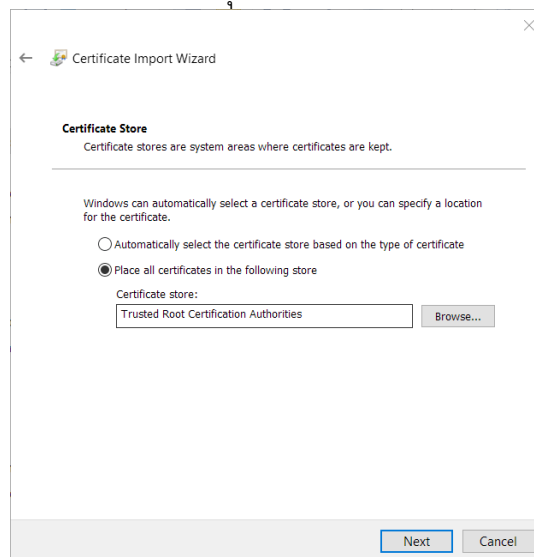 Certificate Import Wizard
Certificate Store
Certificate stores are system areas where certificates are kept.
Windows can automatically select a certificate store, or you can specify a location
for the certificate.
Automatically select the certificate store based on the type of certificate
Place all certificates in the following store
Certificate store:
Trusted Root Certification Authorities
Browse...
Next
Cancel